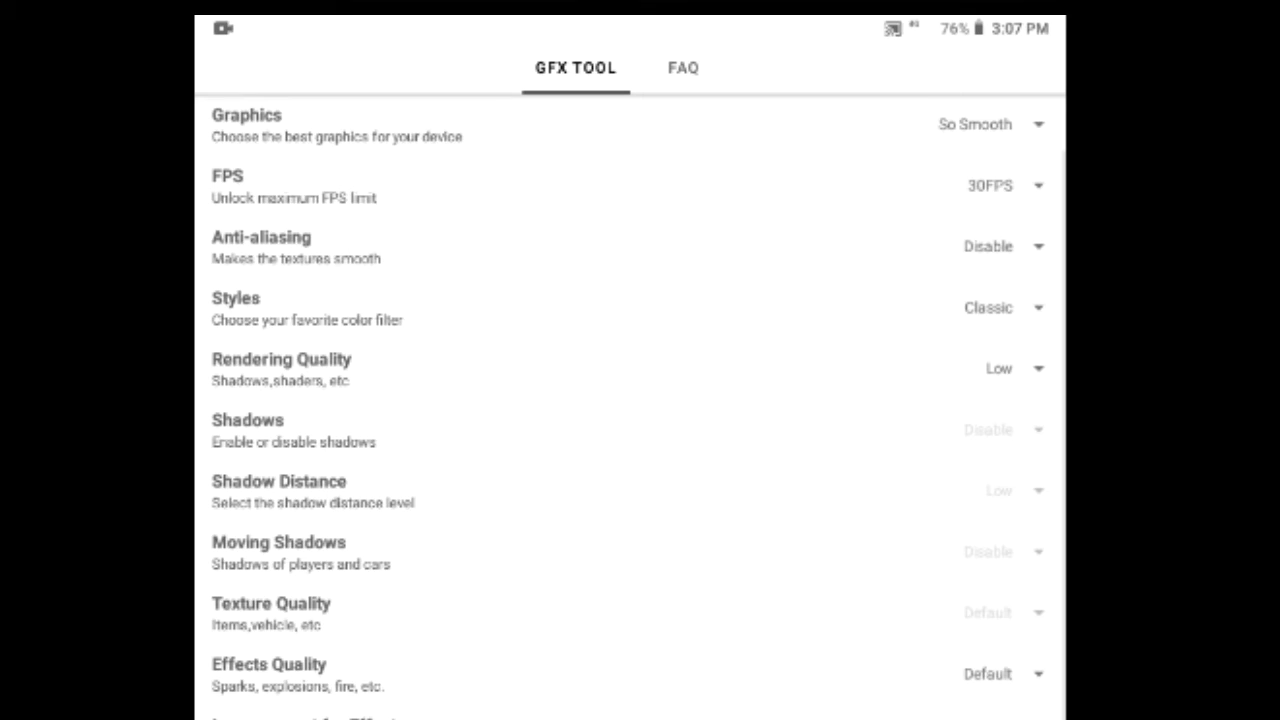 76% 3:07 PM
GFX TOOL FAQ
Graphics
Choose the best graphics for your device
So Smooth
FPS
Unlock maximum FPS limit
30FPS
Anti-aliasing
Makes the textures smooth
Disable
Styles
Choose your favorite color filter
Classic
Rendering Quality
Shadows,shaders, etc
Low
Shadows
Enable or disable shadows
Disable
Shadow Distance
Select the shadow distance level
Low
Moving Shadows
Shadows of players and cars
Disable
Texture Quality
Items,vehicle, etc
Default
Effects Quality
Sparks, explosions, fire, etc.
Default